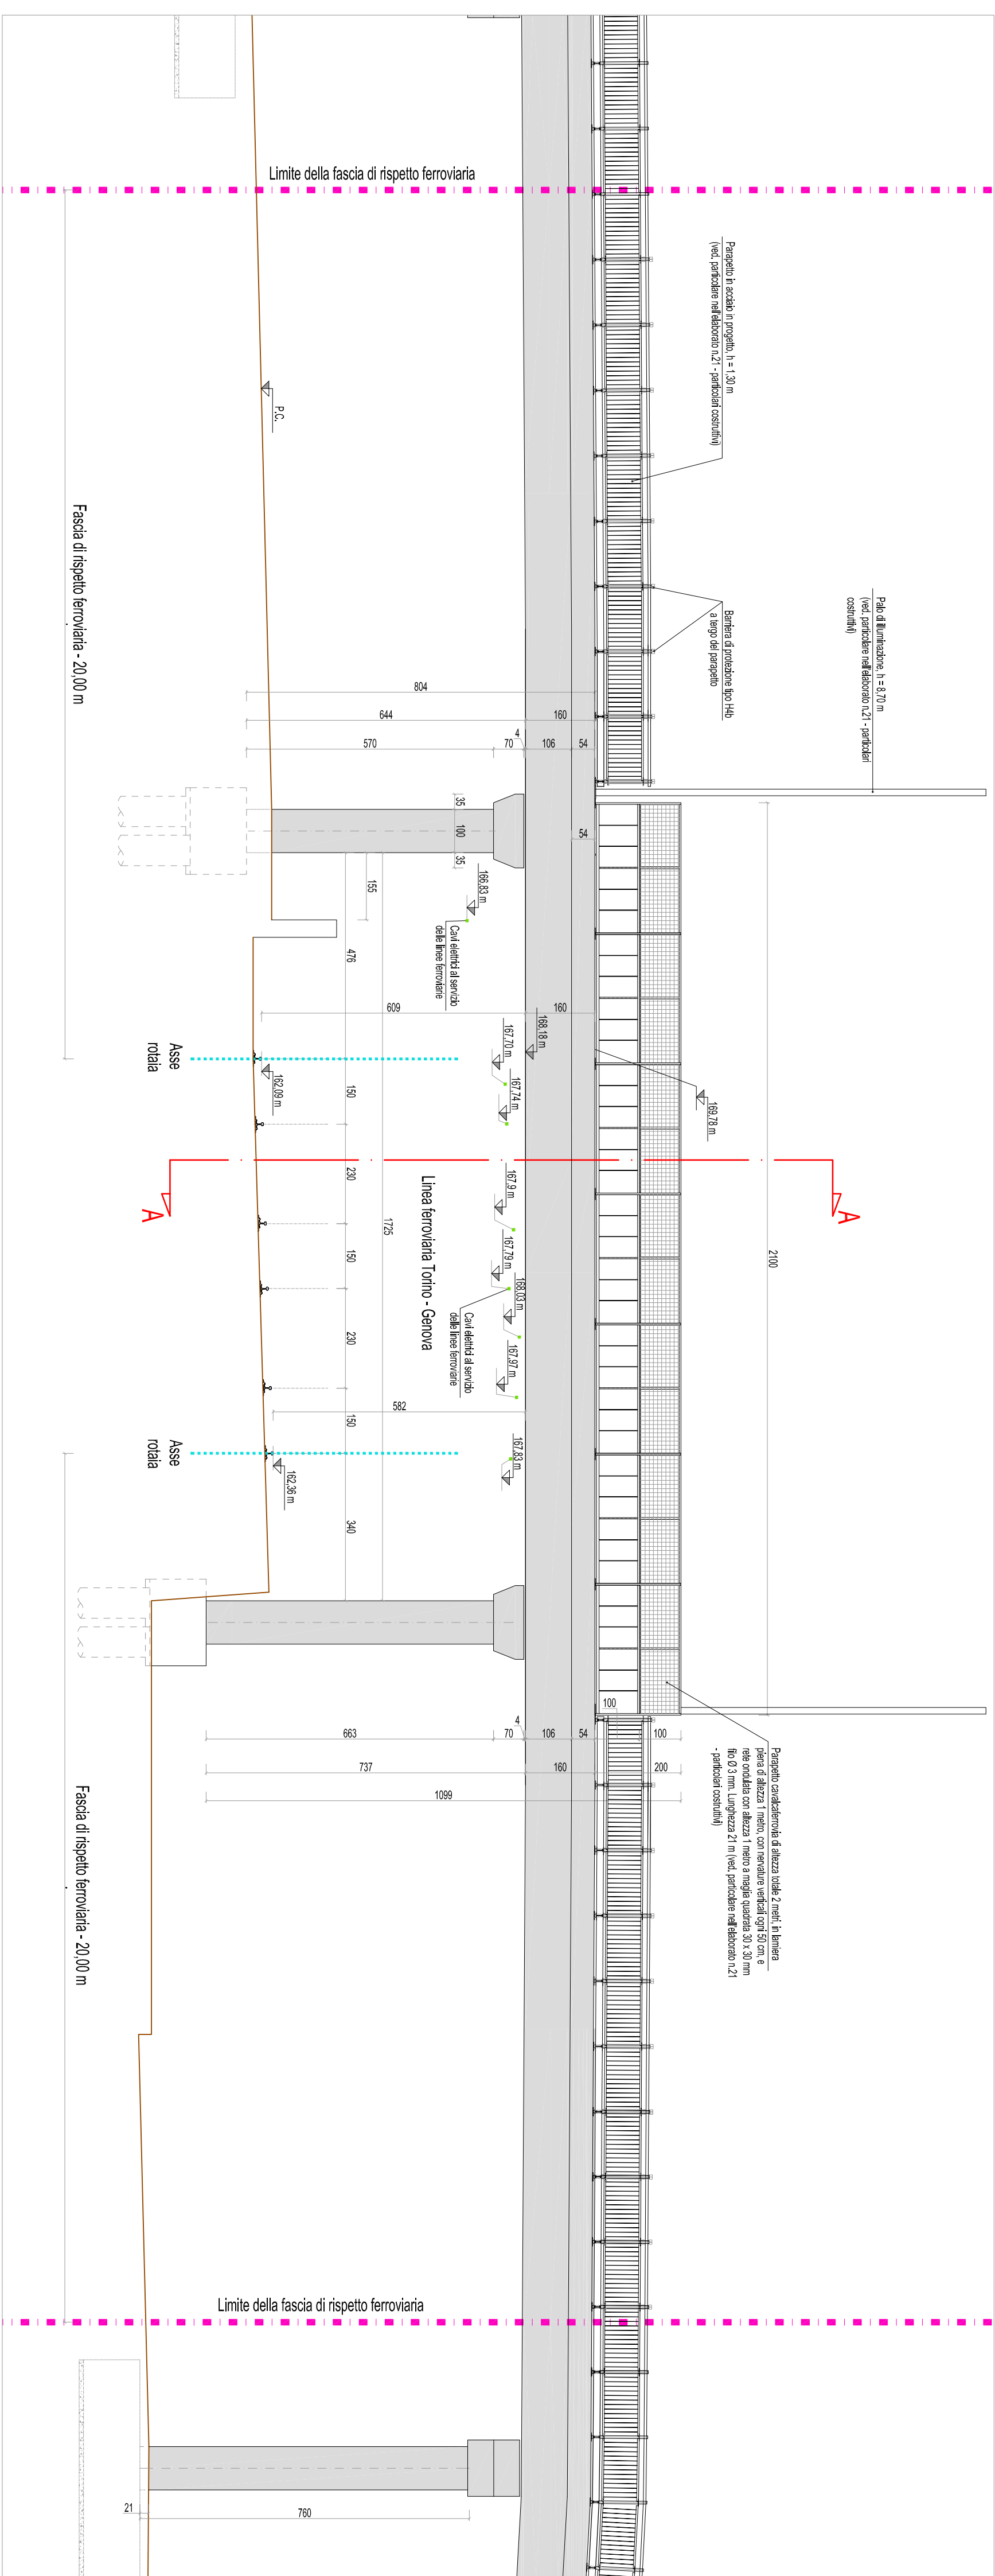 Limite della fascia di rispetto ferroviaria
Parapetto in acciaio in progetto, h = 1,30 m
(ved. particolare nell'elaborato n.21 - particolari costruttivi)
P.C.
Fascia di rispetto ferroviaria - 20,00 m
Palo di illuminazione, h = 8,70 m
(ved. particolare nell'elaborato n.21 - particolari
costruttivi)
Barriera di protezione tipo H4b
a tergo del parapetto
804
644
160
570
70
4
106
54
35
100
35
54
155
166,83 m
Cavi elettrici al servizio
delle linee ferroviarie
476
609
160
168,18 m
167,70 m
167,74 m
169,78 m
Asse
rotaia
162,09 m
150
230
1725
A
A
167,9 m
Linea ferroviaria Torino - Genova
2100
150
167,79 m
168,03 m
Cavi elettrici al servizio
delle linee ferroviarie
230
167,97 m
582
150
167,83 m
Asse
rotaia
162,36 m
340
100
663
70
4
106
54
100
737
160
200
1099
Parapetto cavalcaferrovia di altezza totale 2 metri, in lamiera
piena di altezza 1 metro, con nervature verticali ogni 50 cm, e
rete ondulata con altezza 1 metro a maglia quadrata 30 x 30 mm
filo Ø 3 mm. Lunghezza 21 m (ved. particolare nell'elaborato n.21
- particolari costruttivi)
Fascia di rispetto ferroviaria - 20,00 m
Limite della fascia di rispetto ferroviaria
21
760